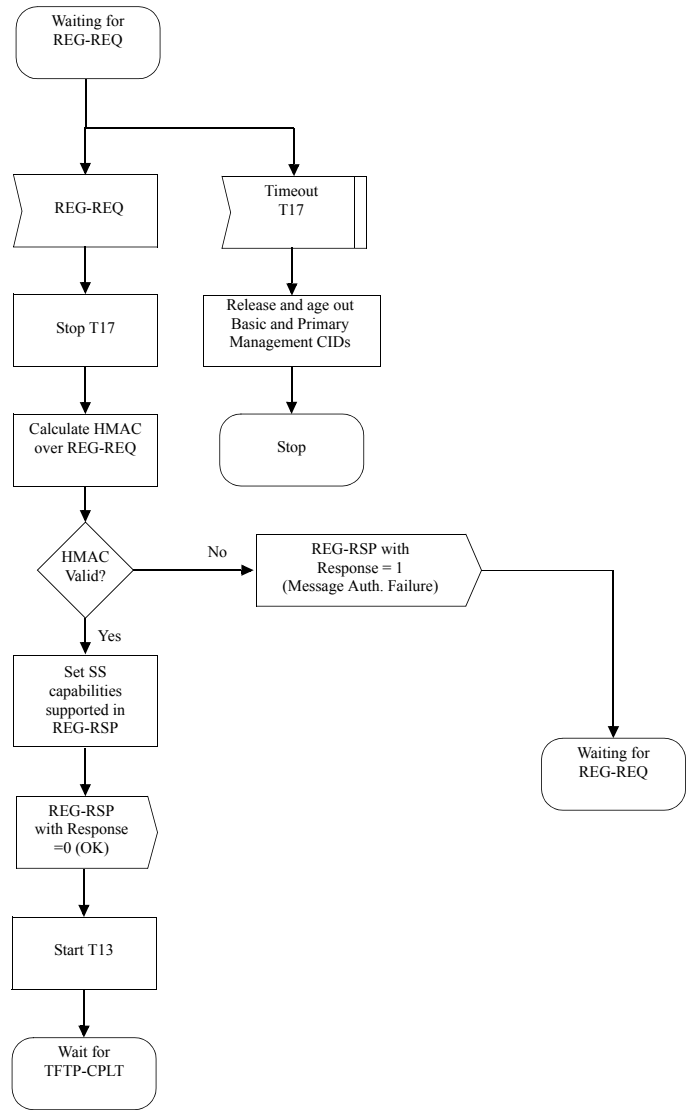 Waiting for
REG-REQ
REG-REQ
Timeout
T17
Stop T17
Release and age out
Basic and Primary
Management CIDs
Calculate HMAC
over REG-REQ
Stop
HMAC
Valid?
No
REG-RSP with
Response = 1
(Message Auth. Failure)
Yes
Set SS
capabilities
supported in
REG-RSP
Waiting for
REG-REQ
REG-RSP
with Response
=0 (OK)
Start T13
Wait for
TFTP-CPLT